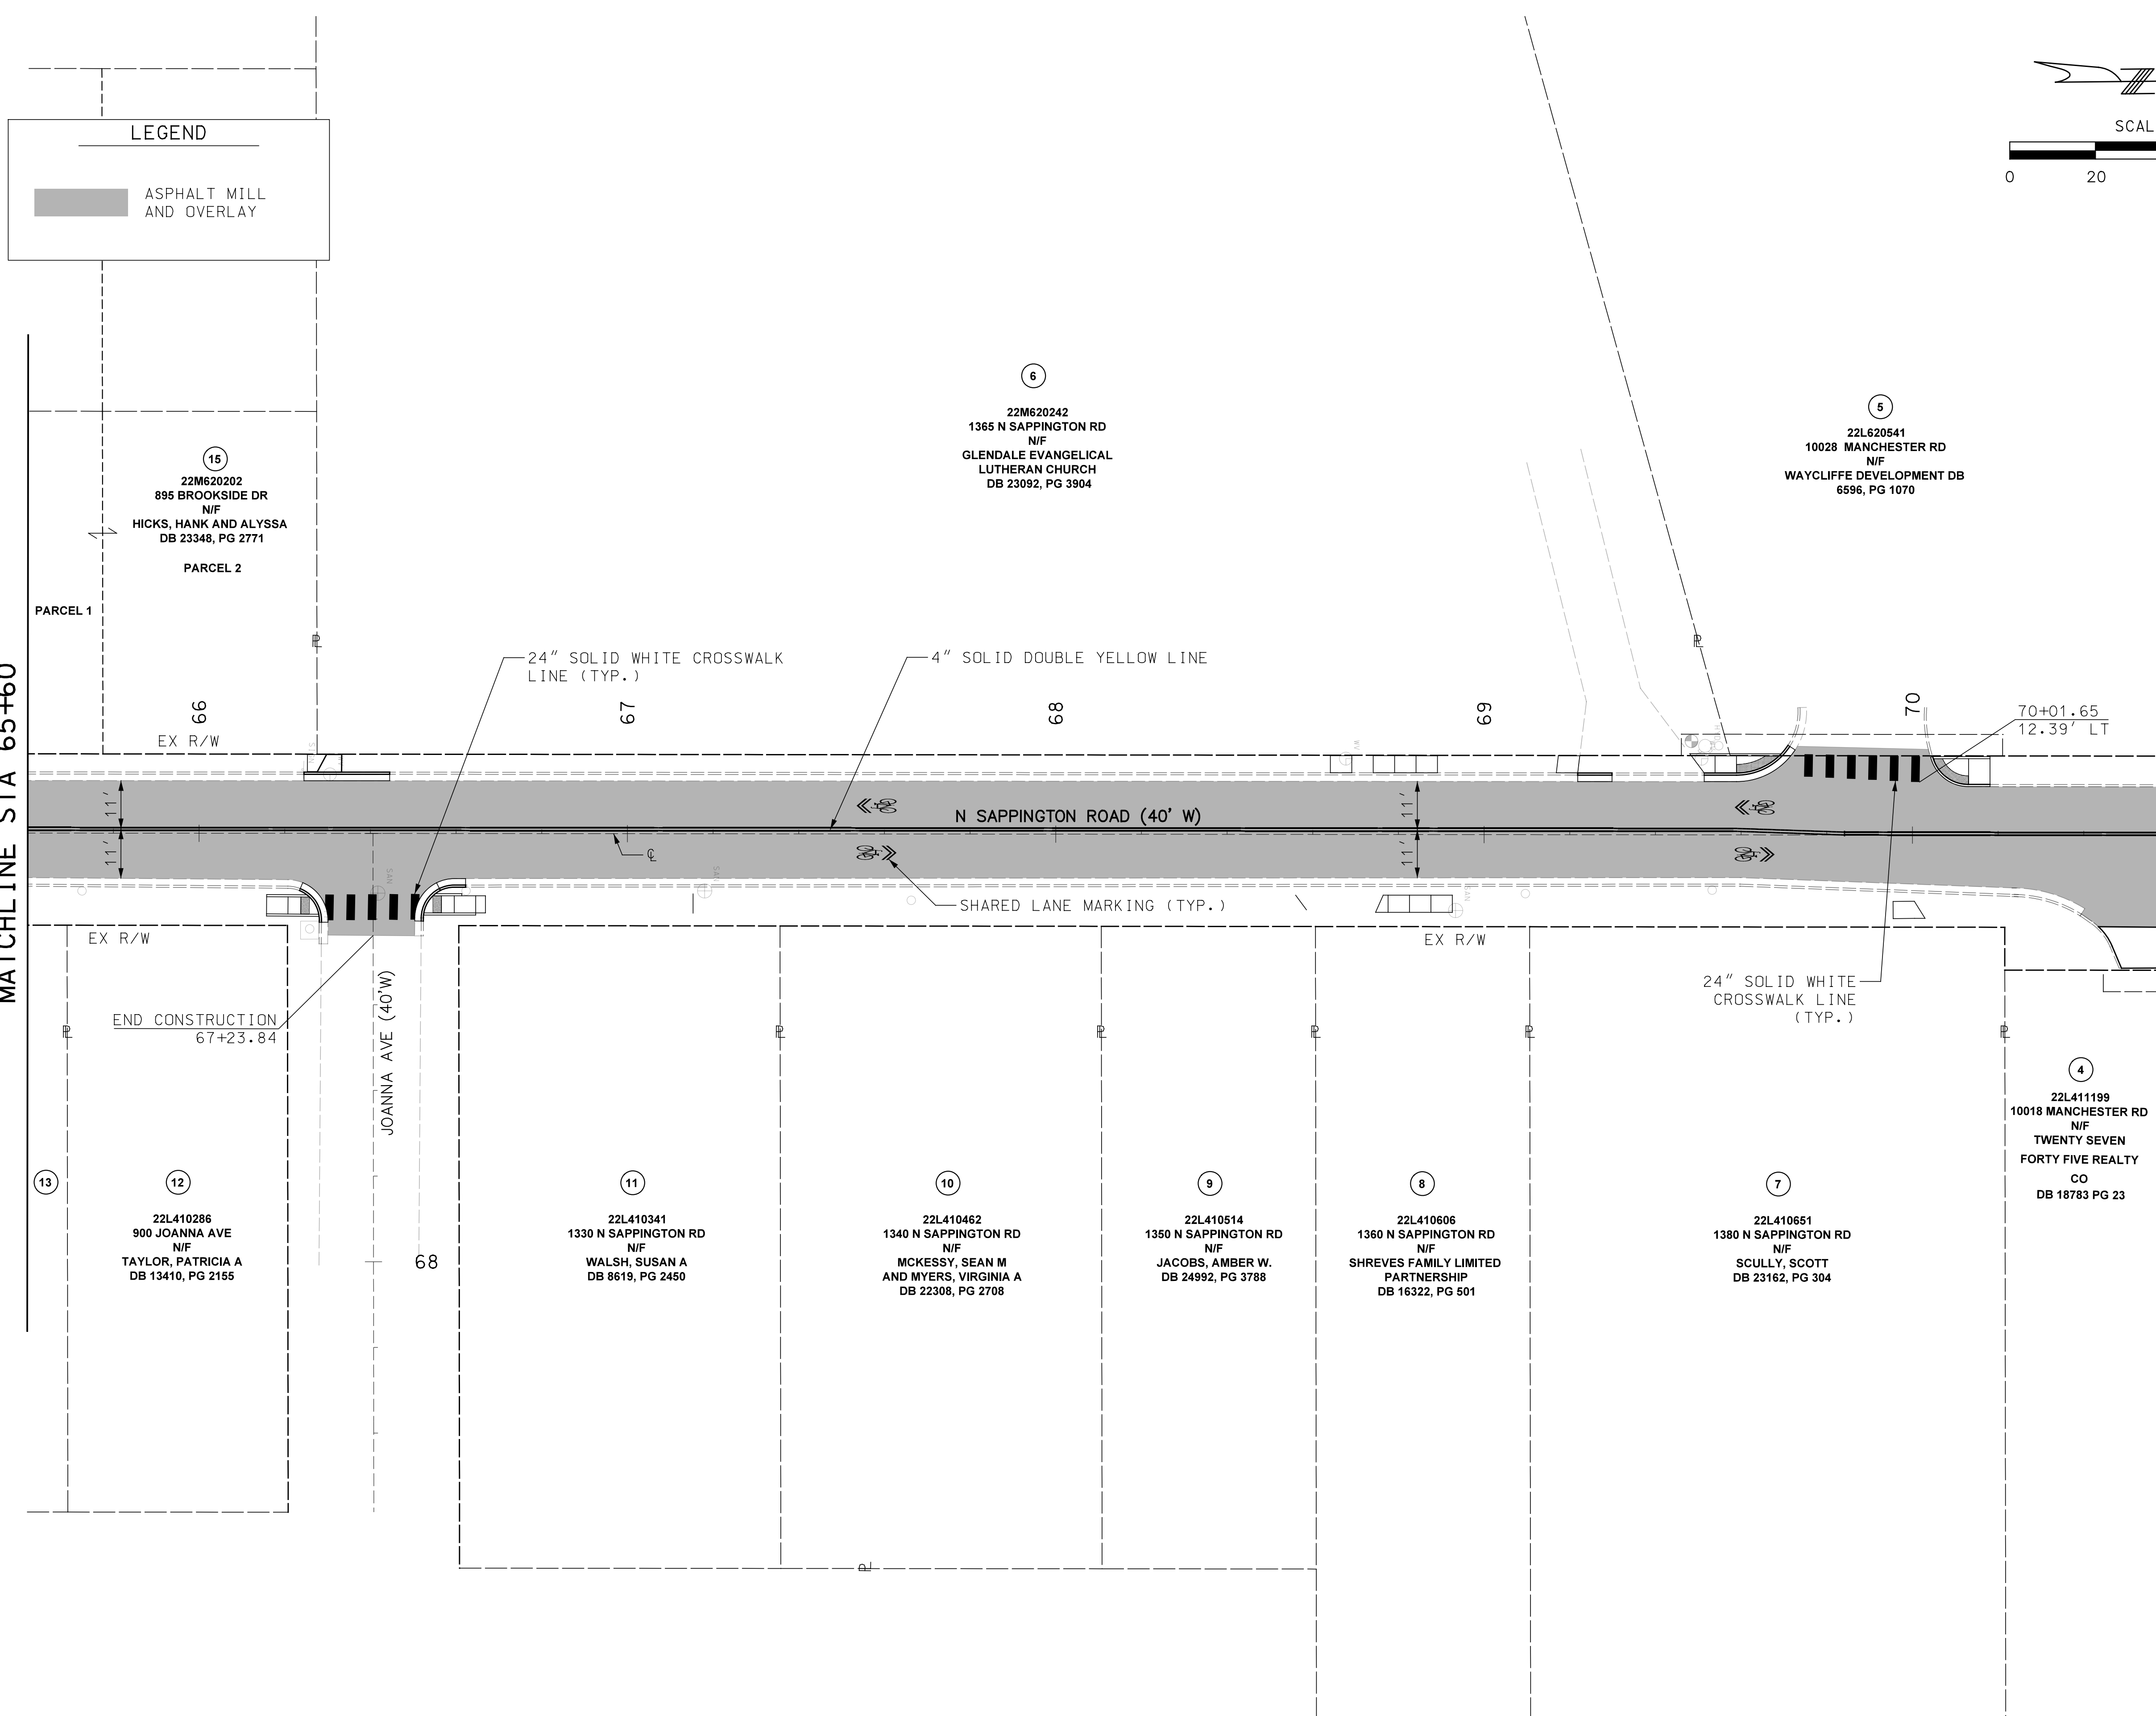 LEGEND
ASPHALT MILL
AND OVERLAY
0
20
6
22M620242
1365 N SAPPINGTON RD
N/F
GLENDALE EVANGELICAL
LUTHERAN CHURCH
DB 23092, PG 3904
5
22L620541
10028 MANCHESTER RD
N/F
WAYCLIFFE DEVELOPMENT DB
6596, PG 1070
15
22M620202
895 BROOKSIDE DR
N/F
HICKS, HANK AND ALYSSA
DB 23348, PG 2771
PARCEL 2
PARCEL 1
MATCHLINE STA 65+60
24" SOLID WHITE CROSSWALK
LINE (TYP.)
4" SOLID DOUBLE YELLOW LINE
66
67
68
69
70
70+01.65
12.39' LT
EX R/W
11'
11'
11'
11'
N SAPPINGTON ROAD (40' W)
SHARED LANE MARKING (TYP.)
EX R/W
EX R/W
SAN
SAN
SAN
WV
24" SOLID WHITE
CROSSWALK LINE
(TYP.)
END CONSTRUCTION
67+23.84
JOANNA AVE (40'W)
68
4
22L411199
10018 MANCHESTER RD
N/F
TWENTY SEVEN
FORTY FIVE REALTY
CO
DB 18783 PG 23
13
12
22L410286
900 JOANNA AVE
N/F
TAYLOR, PATRICIA A
DB 13410, PG 2155
11
22L410341
1330 N SAPPINGTON RD
N/F
WALSH, SUSAN A
DB 8619, PG 2450
10
22L410462
1340 N SAPPINGTON RD
N/F
MCKESSY, SEAN M
AND MYERS, VIRGINIA A
DB 22308, PG 2708
9
22L410514
1350 N SAPPINGTON RD
N/F
JACOBS, AMBER W.
DB 24992, PG 3788
8
22L410606
1360 N SAPPINGTON RD
N/F
SHREVES FAMILY LIMITED
PARTNERSHIP
DB 16322, PG 501
7
22L410651
1380 N SAPPINGTON RD
N/F
SCULLY, SCOTT
DB 23162, PG 304